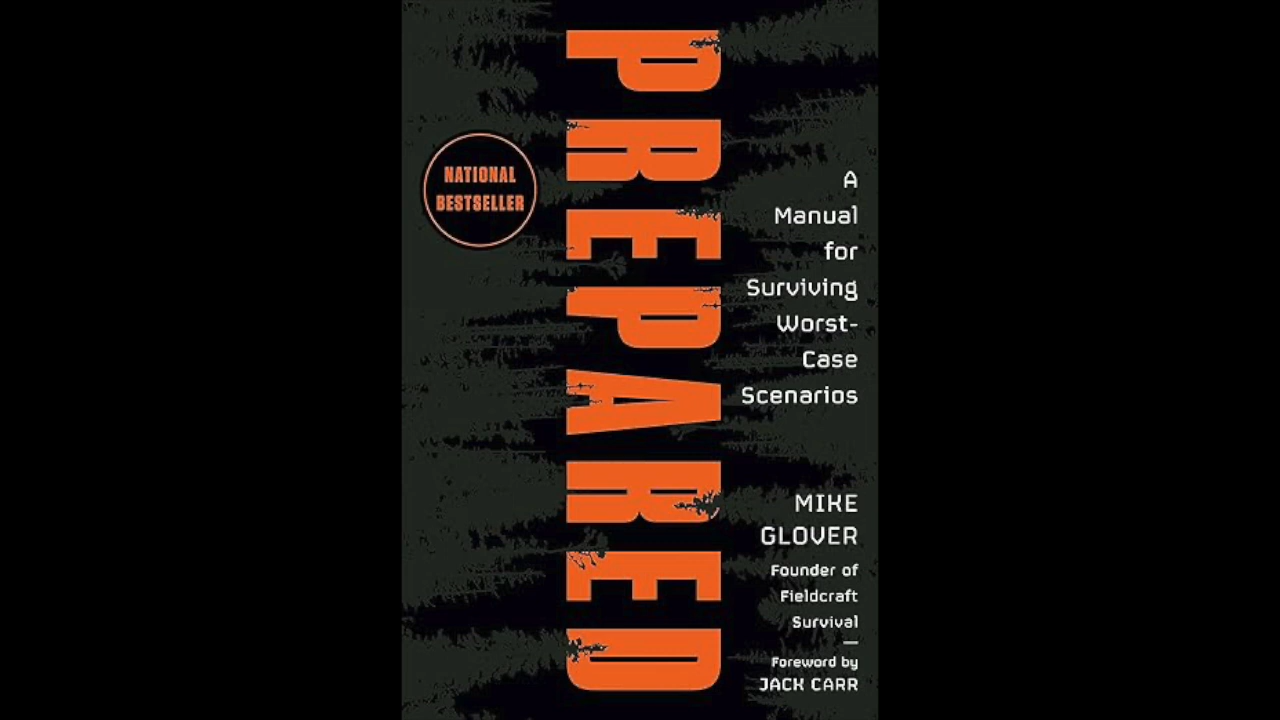 PREPARED
NATIONAL
BESTSELLER
A
Manual
for
Surviving
Worst-
Case
Scenarios
MIKE
GLOVER
Founder of
Fieldcraft
Survival
—
Foreword by
JACK CARR